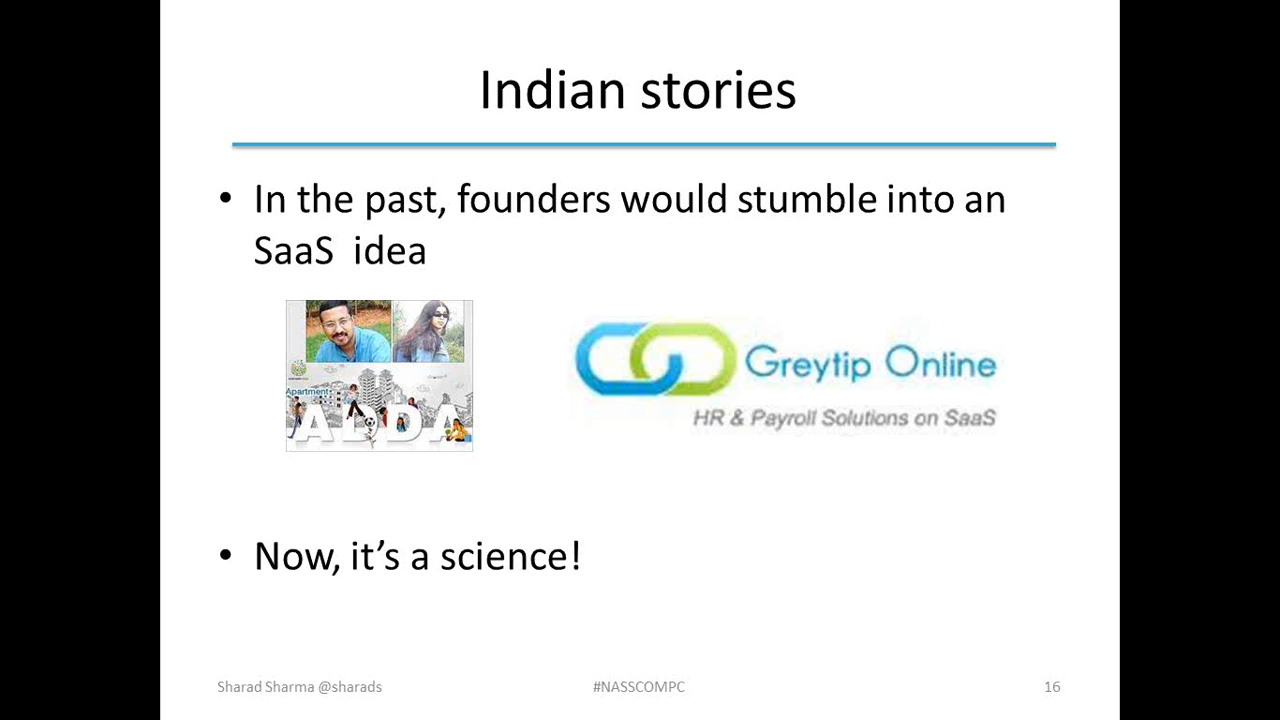 Indian stories
• In the past, founders would stumble into an
SaaS  idea
Apartment
ADDA
Greytip Online
HR & Payroll Solutions on SaaS
• Now, it’s a science!
Sharad Sharma @sharads #NASSCOMPC 16